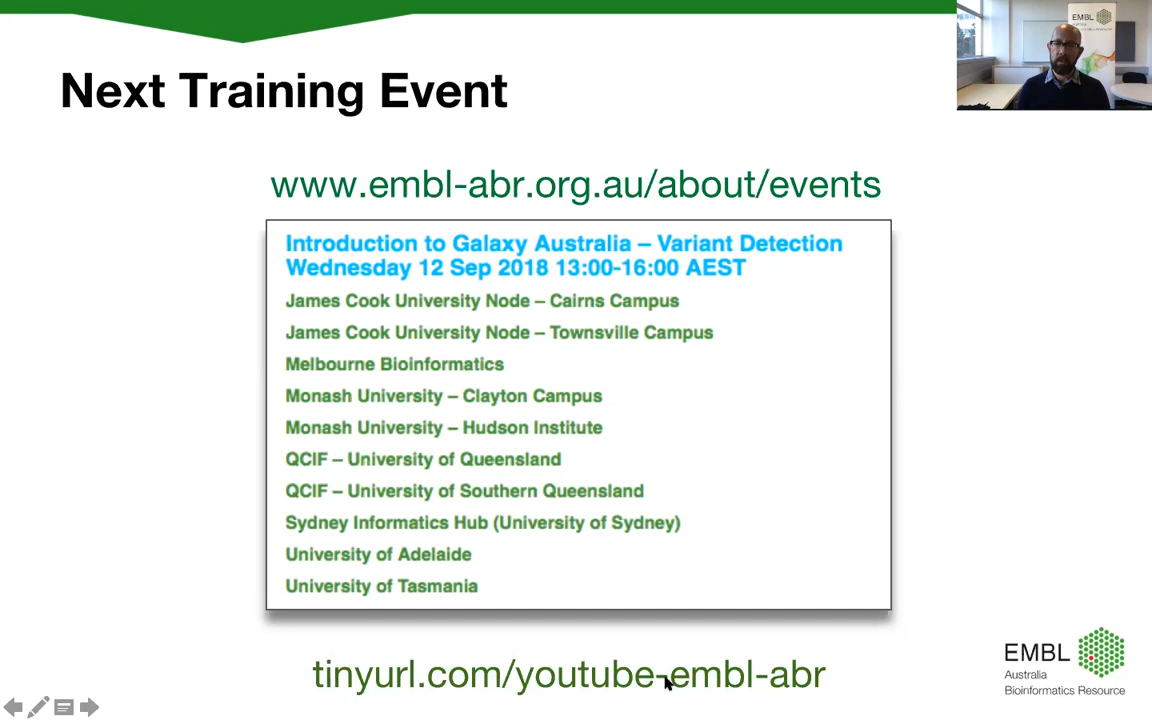 EMBL
Next Training Event
www.embl-abr.org.au/about/events
Introduction to Galaxy Australia – Variant Detection
Wednesday 12 Sep 2018 13:00-16:00 AEST
James Cook University Node – Cairns Campus
James Cook University Node – Townsville Campus
Melbourne Bioinformatics
Monash University – Clayton Campus
Monash University – Hudson Institute
QCIF – University of Queensland
QCIF – University of Southern Queensland
Sydney Informatics Hub (University of Sydney)
University of Adelaide
University of Tasmania
tinyurl.com/youtube-embl-abr
EMBL
Australia
Bioinformatics Resource